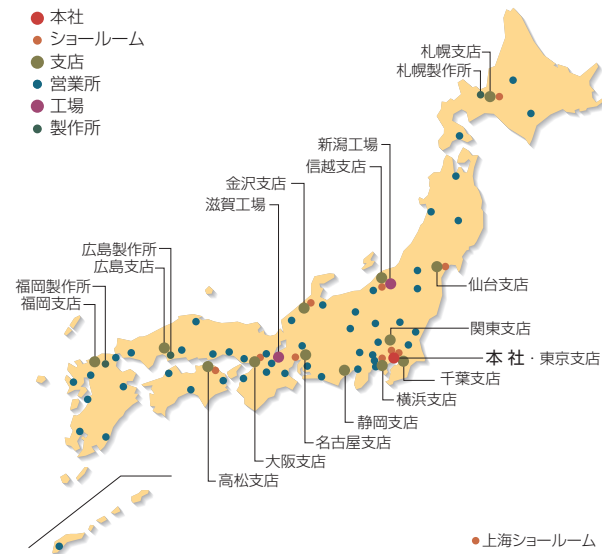 本社
ショールーム
支店
営業所
工場
製作所
札幌支店
札幌製作所
新潟工場
信越支店
金沢支店
滋賀工場
広島製作所
広島支店
福岡製作所
福岡支店
仙台支店
関東支店
本 社 ・ 東京支店
千葉支店
横浜支店
静岡支店
名古屋支店
大阪支店
高松支店
上海ショールーム